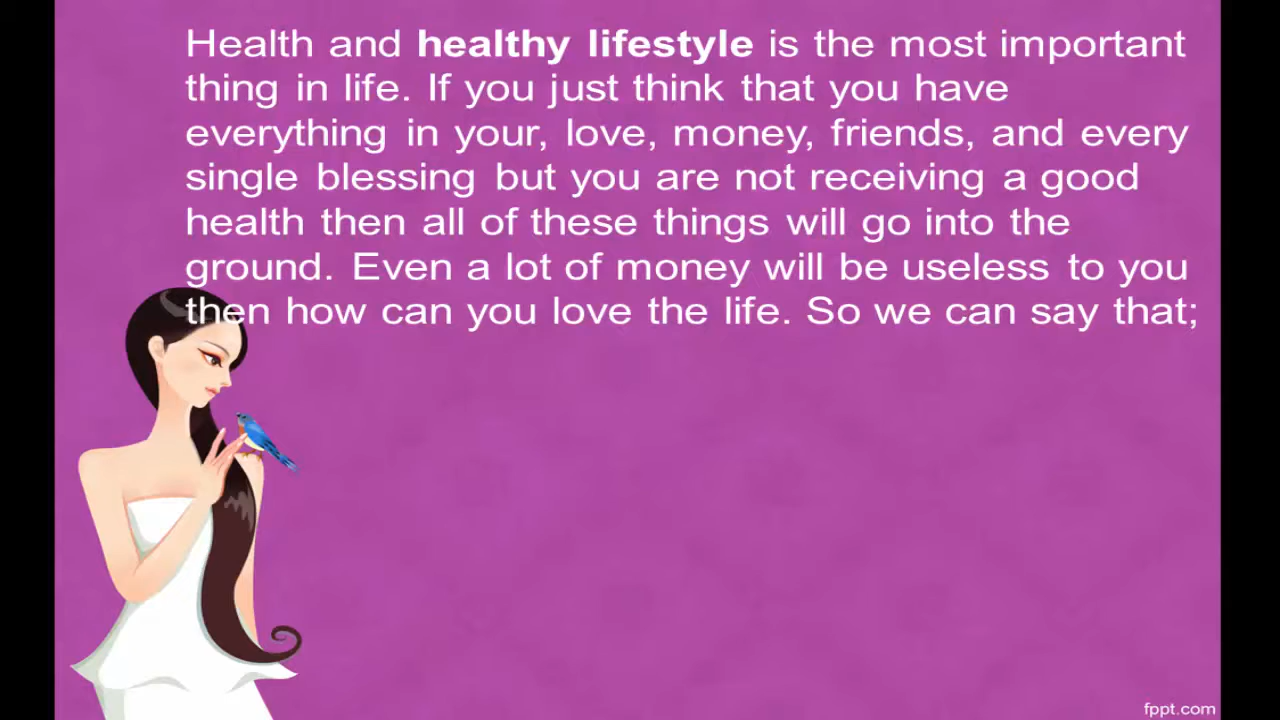 Health and healthy lifestyle is the most important
thing in life. If you just think that you have
everything in your, love, money, friends, and every
single blessing but you are not receiving a good
health then all of these things will go into the
ground. Even a lot of money will be useless to you
then how can you love the life. So we can say that;
fppt.com